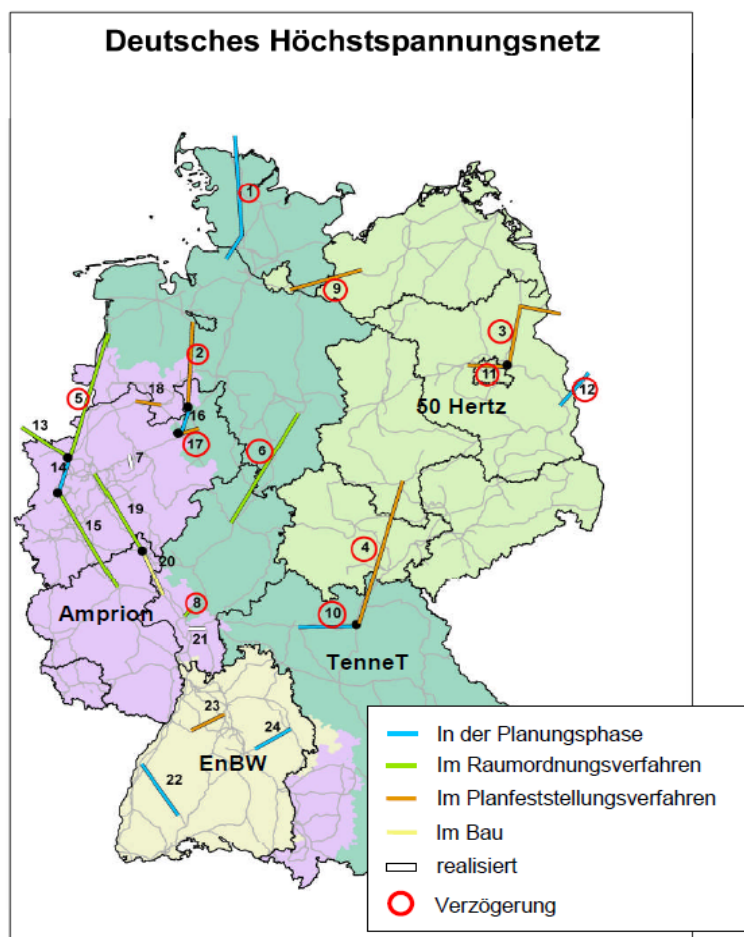 Deutsches Höchstspannungsnetz
1
9
3
2
11
12
5
18
16
50 Hertz
13
17
6
7
14
19
15
4
20
8
Amprion
10
21
TenneT
23
24
EnBW
22
In der Planungsphase
Im Raumordnungsverfahren
Im Planfeststellungsverfahren
Im Bau
realisiert
Verzögerung